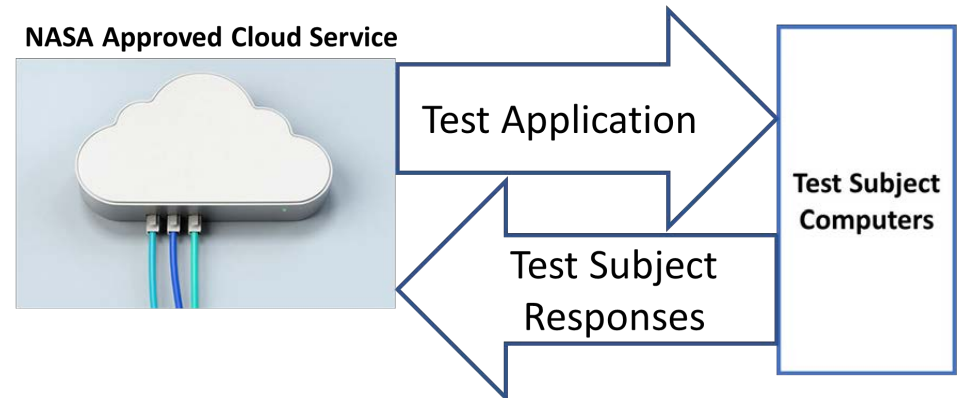 NASA Approved Cloud Service
Test Application
Test Subject
Computers
Test Subject
Responses